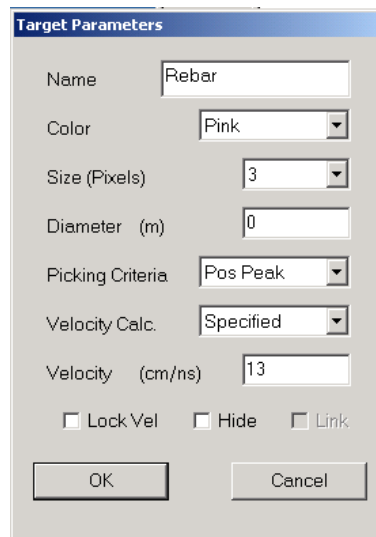 Target Parameters
Name Rebar
Color Pink
Size (Pixels) 3
Diameter (m) 0
Picking Criteria Pos Peak
Velocity Calc. Specified
Velocity (cm/ns) 13
Lock Vel Hide Link
OK Cancel